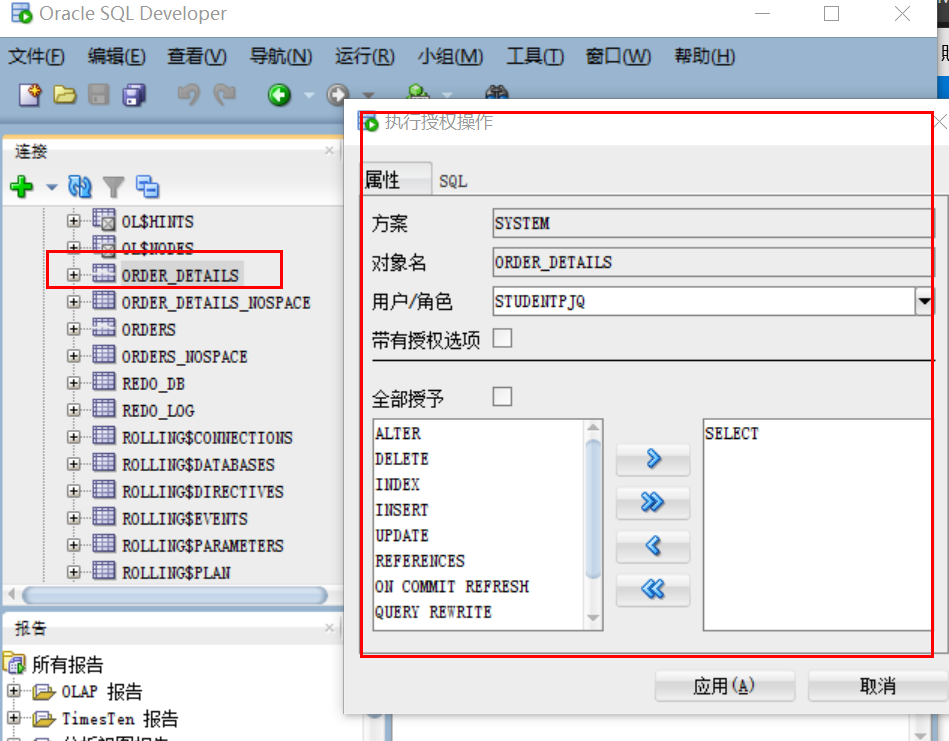 Oracle SQL Developer
文件(F) 编辑(E) 查看(V) 导航(N) 运行(R) 小组(M) 工具(T) 窗口(W) 帮助(H)
连接
OL$HINTS
OL$NODES
ORDER_DETAILS
ORDER_DETAILS_NOSPACE
ORDERS
ORDERS_NOSPACE
REDO_DB
REDO_LOG
ROLLING$CONNECTIONS
ROLLING$DATABASES
ROLLING$DIRECTIVES
ROLLING$EVENTS
ROLLING$PARAMETERS
ROLLING$PLAN
报告
所有报告
OLAP 报告
TimesTen 报告
执行授权操作
属性 SQL
方案 SYSTEM
对象名 ORDER_DETAILS
用户/角色 STUDENTPJQ
带有授权选项
全部授予
ALTER
DELETE
INDEX
INSERT
UPDATE
REFERENCES
ON COMMIT REFRESH
QUERY REWRITE
SELECT
应用(A) 取消